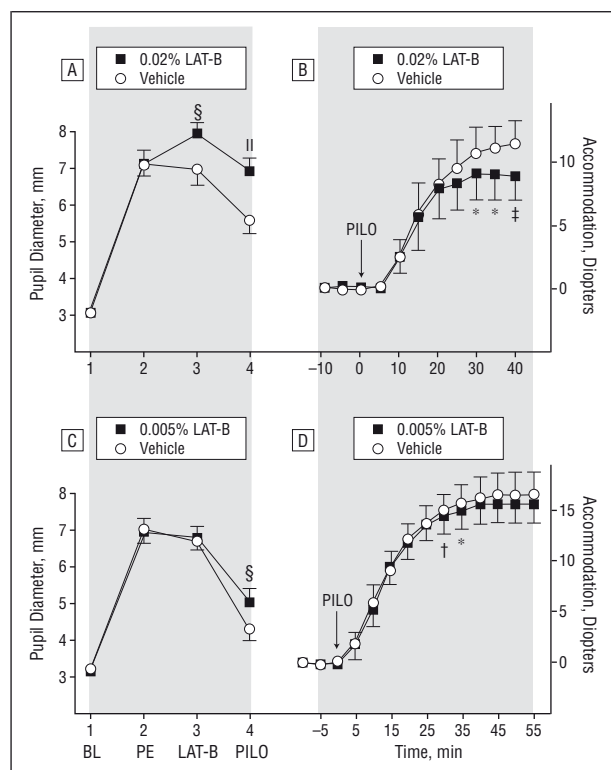 A
0.02% LAT-B
Vehicle
B
0.02% LAT-B
Vehicle
§
II
8
7
6
5
4
3
Pupil Diameter, mm
1 2 3 4
PILO
* * ‡
10
5
0
Accommodation, Diopters
–10 0 10 20 30 40
C
0.005% LAT-B
Vehicle
D
0.005% LAT-B
Vehicle
§
8
7
6
5
4
3
Pupil Diameter, mm
1 2 3 4
BL PE LAT-B PILO
PILO
† *
15
10
5
0
Accommodation, Diopters
–5 5 15 25 35 45 55
Time, min